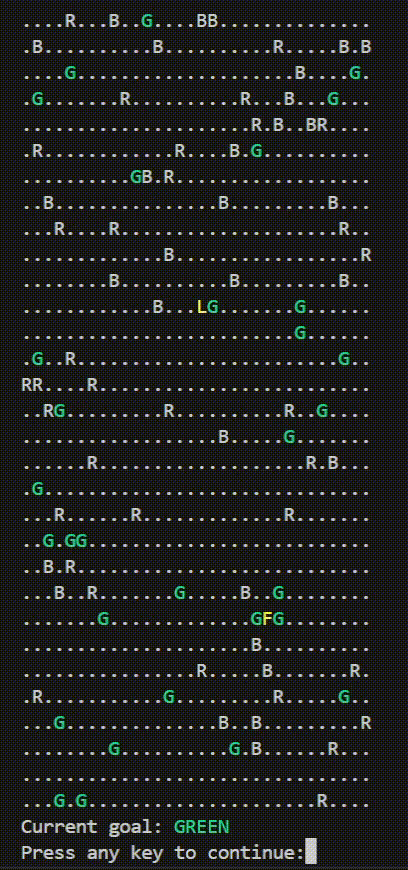 ....R...B..G....BB..............
.B..........B..........R.....B.B
....G....................B....G.
.G.......R..........R...B...G...
.....................R.B..BR....
.R............R....B.G..........
..........GB.R..................
..B...............B.........B...
...R....R....................R..
.............B.................R
........B..........B.........B..
............B...LG.......G......
.........................G......
.G..R........................G..
RR....R.........................
..RG.........R..........R..G....
..................B.....G.......
......R...................R.B...
.G..............................
...R......R.............R.......
..G.GG..........................
..B.R...........................
...B..R.......G.....B..G........
.......G.............GFG........
.....................B..........
................R.....B.......R.
.R...........G.........R.....G..
...G..............B..B.........R
........G..........G.B......R...
................................
...G.G.....................R....
Current goal: GREEN
Press any key to continue: